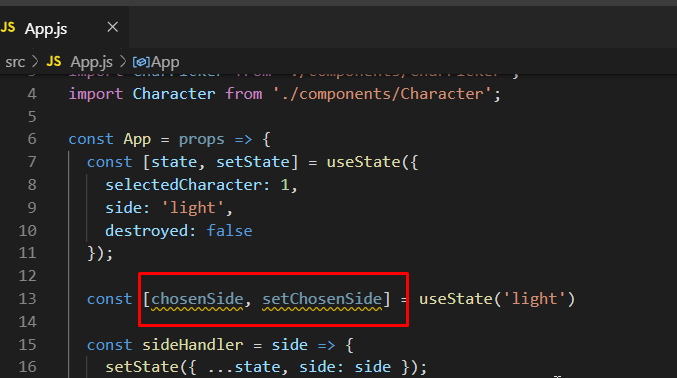 JS App.js ×
src > JS App.js > App
3 import CharPicker from './components/CharPicker';
4 import Character from './components/Character';
5
6 const App = props => {
7 const [state, setState] = useState({
8 selectedCharacter: 1,
9 side: 'light',
10 destroyed: false
11 });
12
13 const [chosenSide, setChosenSide] = useState('light')
14
15 const sideHandler = side => {
16 setState({ ...state, side: side });